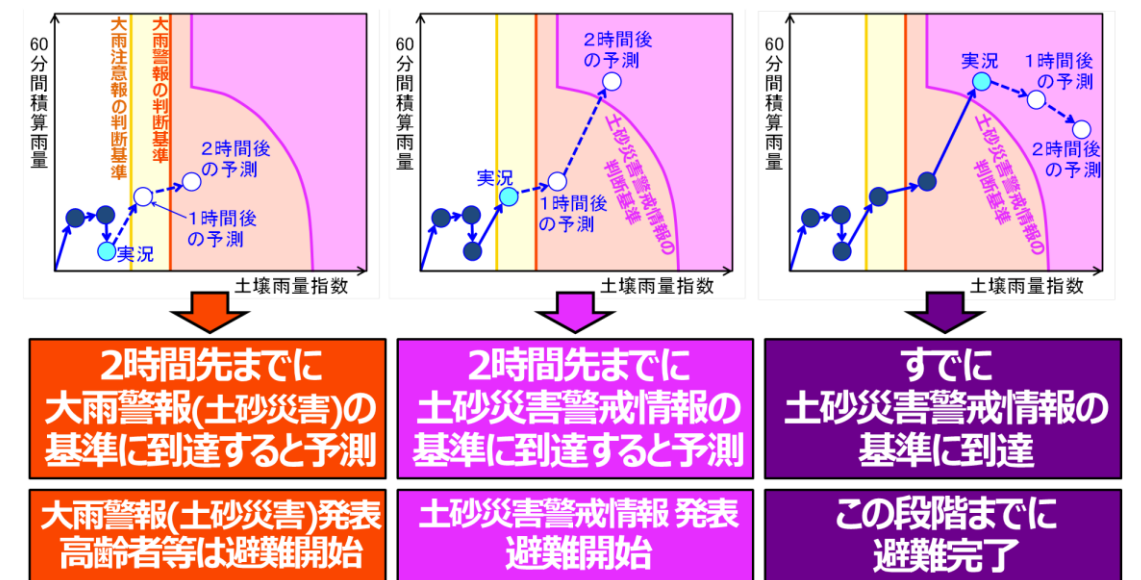 60分間積算雨量
大雨注意報の判断基準
大雨警報の判断基準
2時間後
の予測
1時間後
の予測
実況
土壌雨量指数
60分間積算雨量
2時間後
の予測
実況
1時間後
の予測
土砂災害警戒情報の
判断基準
土壌雨量指数
60分間積算雨量
実況
1時間後
の予測
2時間後
の予測
土砂災害警戒情報の
判断基準
土壌雨量指数
2時間先までに
大雨警報(土砂災害)の
基準に到達すると予測
2時間先までに
土砂災害警戒情報の
基準に到達すると予測
すでに
土砂災害警戒情報の
基準に到達
大雨警報(土砂災害)発表
高齢者等は避難開始
土砂災害警戒情報 発表
避難開始
この段階までに
避難完了